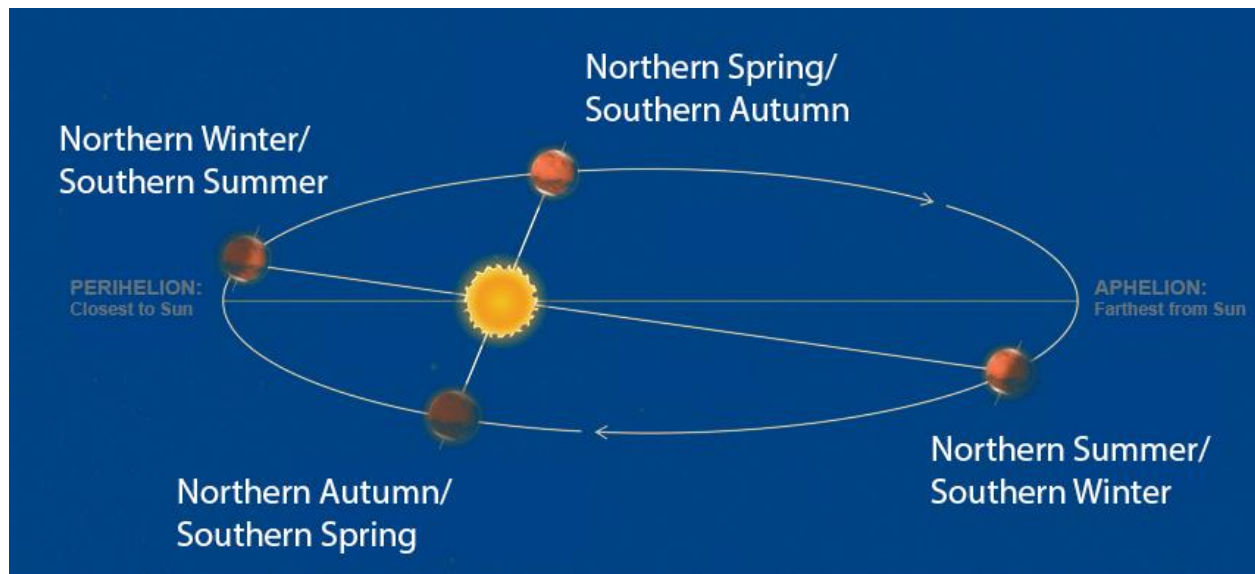 Northern Spring/
Southern Autumn
Northern Winter/
Southern Summer
PERIHELION:
Closest to Sun
APHELION:
Farthest from Sun
Northern Summer/
Southern Winter
Northern Autumn/
Southern Spring